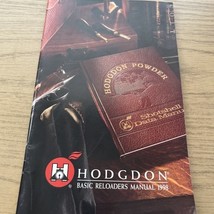 HODGDON POWDER
Shotshell
Data Manual
H
HODGDON®
BASIC RELOADERS MANUAL 1998